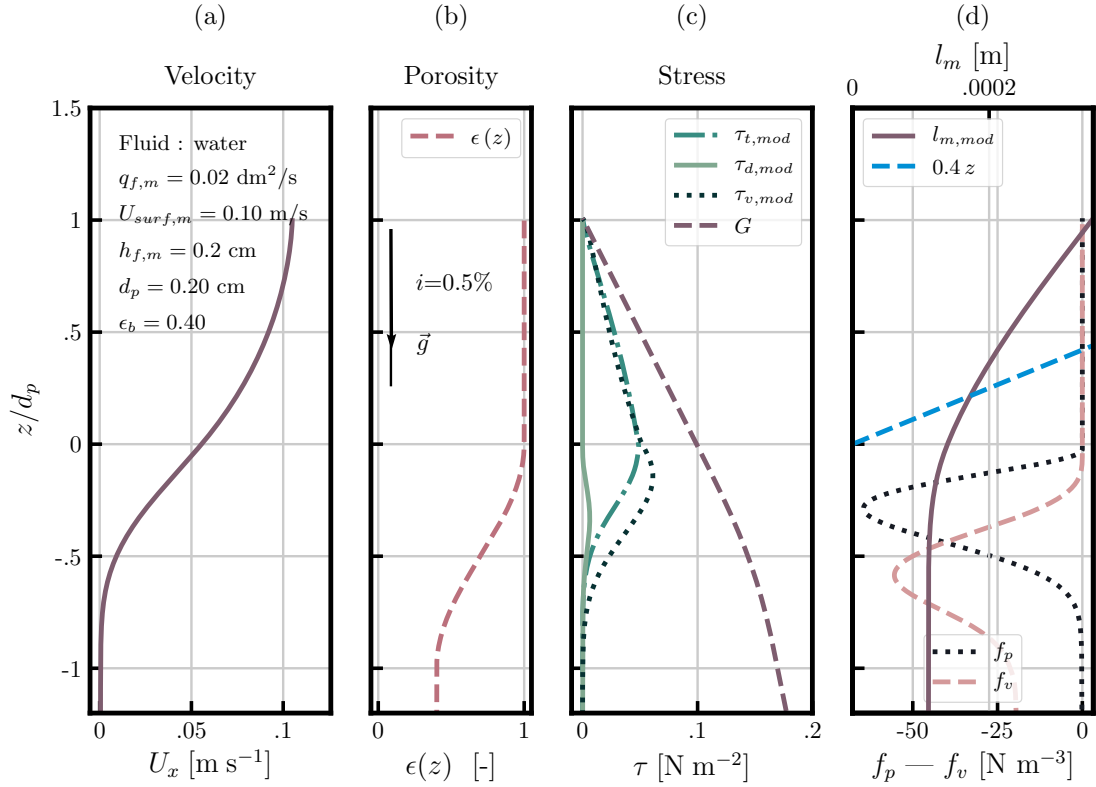 (a) (b) (c) (d)
l_m [m]
Velocity Porosity Stress 0 .0002
1.5
1
.5
0
-.5
-1
z/d_p
Fluid : water
q_{f,m} = 0.02 dm²/s
U_{surf,m} = 0.10 m/s
h_{f,m} = 0.2 cm
d_p = 0.20 cm
ϵ_b = 0.40
0 0.05 .1
U_x [m s⁻¹]
ϵ (z)
i=0.5%
g⃗
0 1
ϵ(z) [-]
τ_{t,mod}
τ_{d,mod}
τ_{v,mod}
G
0 0.1 .2
τ [N m⁻²]
l_{m,mod}
0.4 z
f_p
f_v
-50 -25 0
f_p — f_v [N m⁻³]